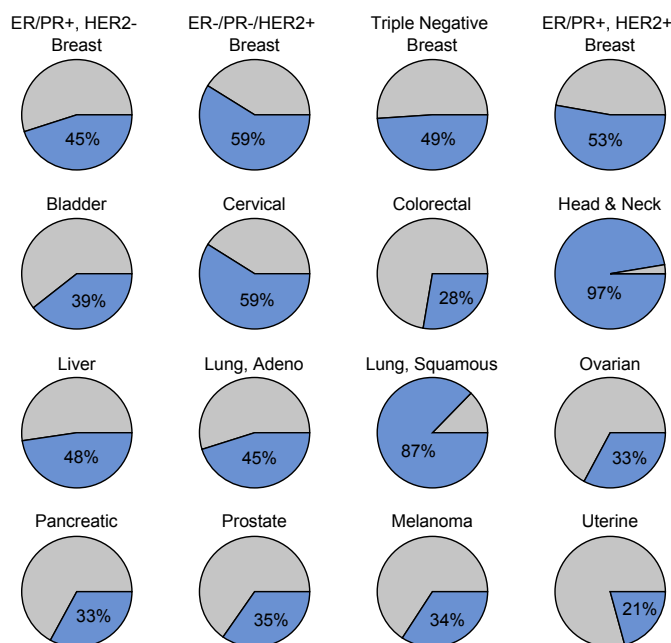 ER/PR+, HER2-
Breast
ER-/PR-/HER2+
Breast
Triple Negative
Breast
ER/PR+, HER2+
Breast
45%
59%
49%
53%
Bladder
Cervical
Colorectal
Head & Neck
39%
59%
28%
97%
Liver
Lung, Adeno
Lung, Squamous
Ovarian
48%
45%
87%
33%
Pancreatic
Prostate
Melanoma
Uterine
33%
35%
34%
21%